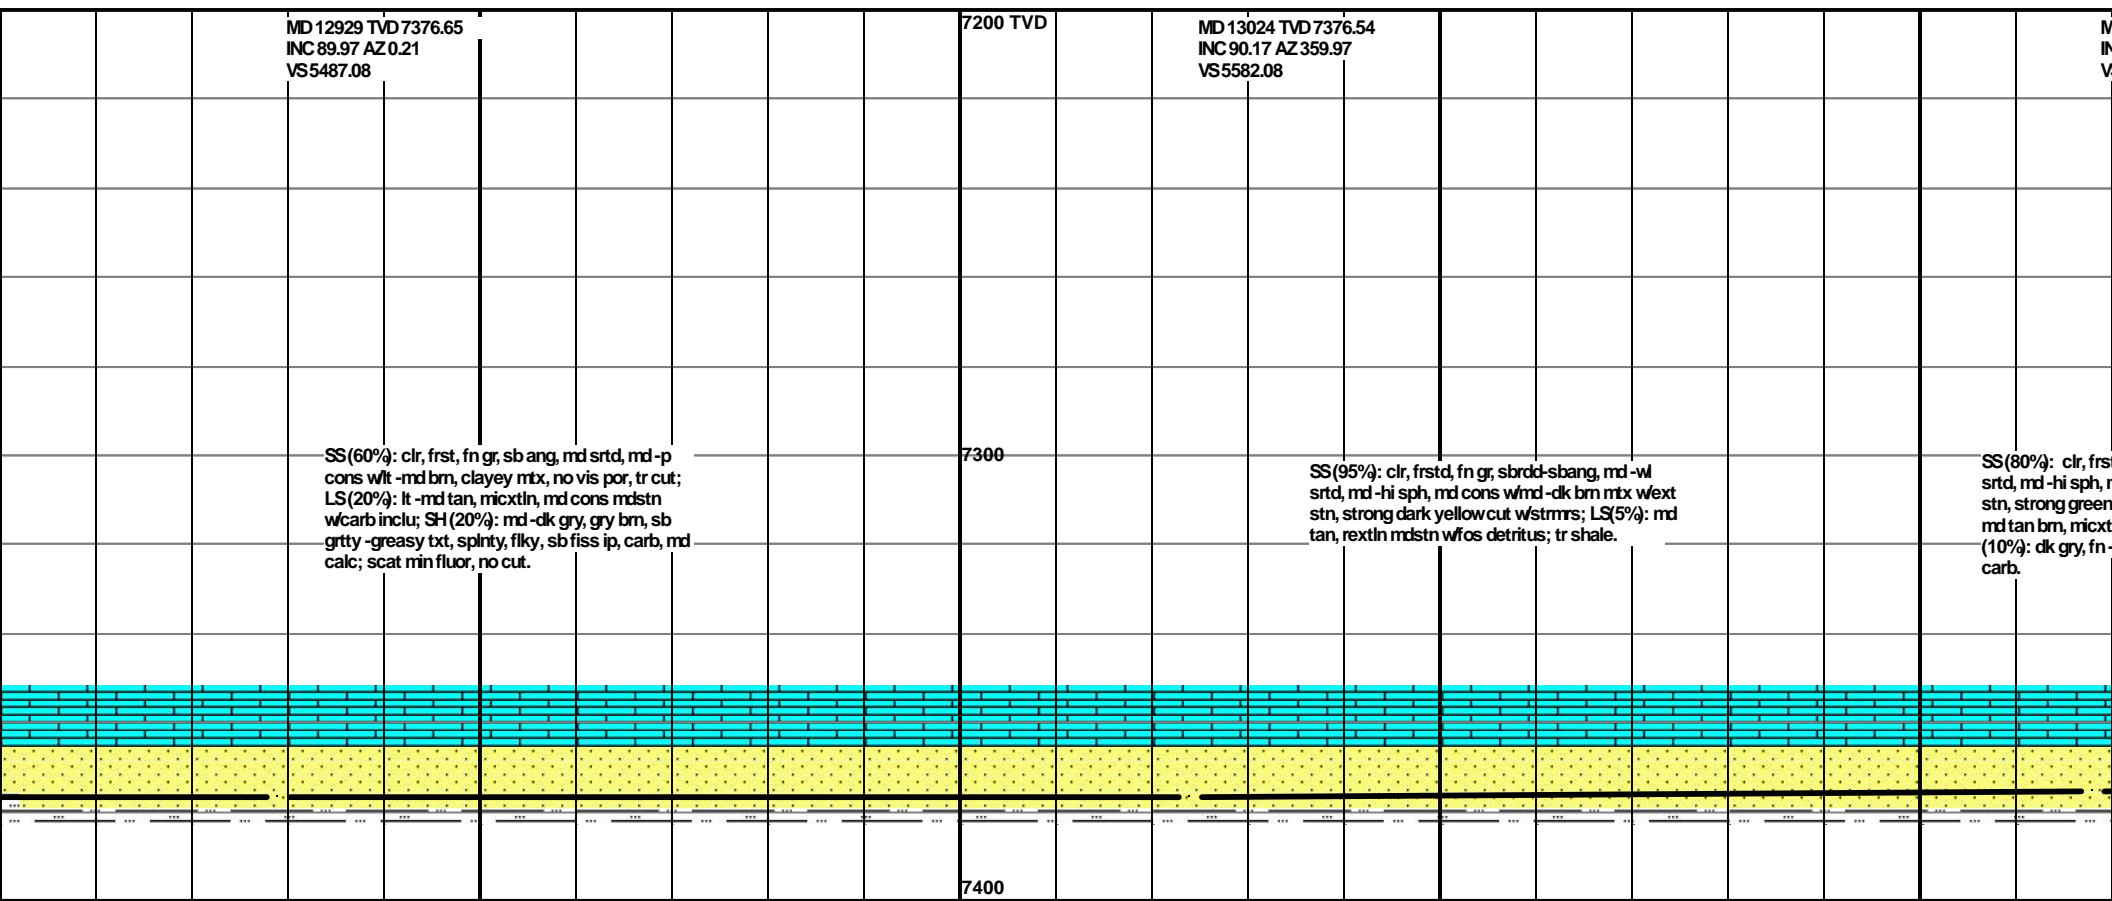 MD 12929 TVD 7376.65
INC 89.97 AZ 0.21
VS 5487.08
7200 TVD
MD 13024 TVD 7376.54
INC 90.17 AZ 359.97
VS 5582.08
7300
SS (60%): clr, frst, fn gr, sb ang, md srtd, md -p
cons w/lt -md brn, clayey mtx, no vis por, tr cut;
LS (20%): lt -md tan, micxtln, md cons mdstn
w/carb inclu; SH (20%): md -dk gry, gry brn, sb
grtty -greasy txt, splnty, flky, sb fiss ip, carb, md
calc; scat min fluor, no cut.
SS (95%): clr, frstd, fn gr, sbrdd-sbang, md -wl
srtd, md -hi sph, md cons w/md -dk brn mtx w/ext
stn, strong dark yellow cut w/strmrs; LS(5%): md
tan, rextln mdstn w/fos detritus; tr shale.
SS (80%): clr, frst
srtd, md -hi sph,
stn, strong green
md tan brn, micxt
(10%): dk gry, fn -
carb.
7400